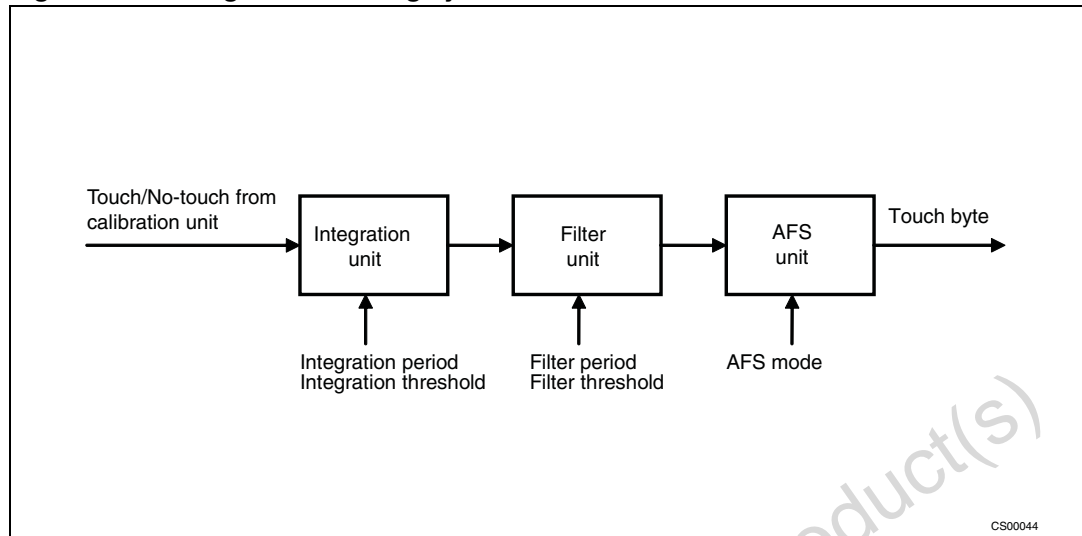 Touch/No-touch from
calibration unit
Integration
unit
Filter
unit
AFS
unit
Touch byte
Integration period
Integration threshold
Filter period
Filter threshold
AFS mode
CS00044